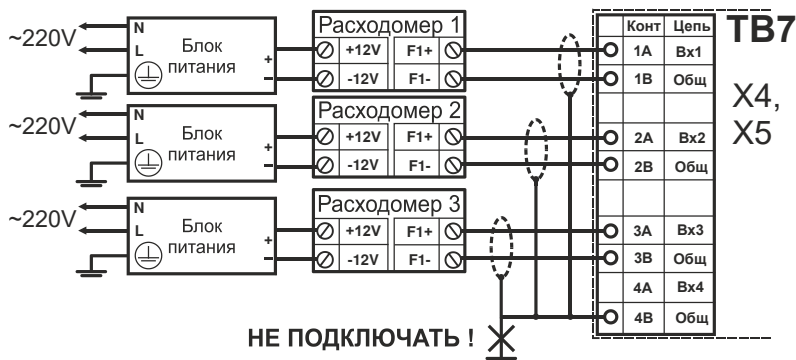 ~220V N L Блок питания + −
Расходомер 1
+12V F1+
-12V F1-
~220V N L Блок питания + −
Расходомер 2
+12V F1+
-12V F1-
~220V N L Блок питания + −
Расходомер 3
+12V F1+
-12V F1-
Конт Цепь
1A Вх1
1B Общ
2A Вх2
2B Общ
3A Вх3
3B Общ
4A Вх4
4B Общ
ТВ7
X4,
X5
НЕ ПОДКЛЮЧАТЬ !